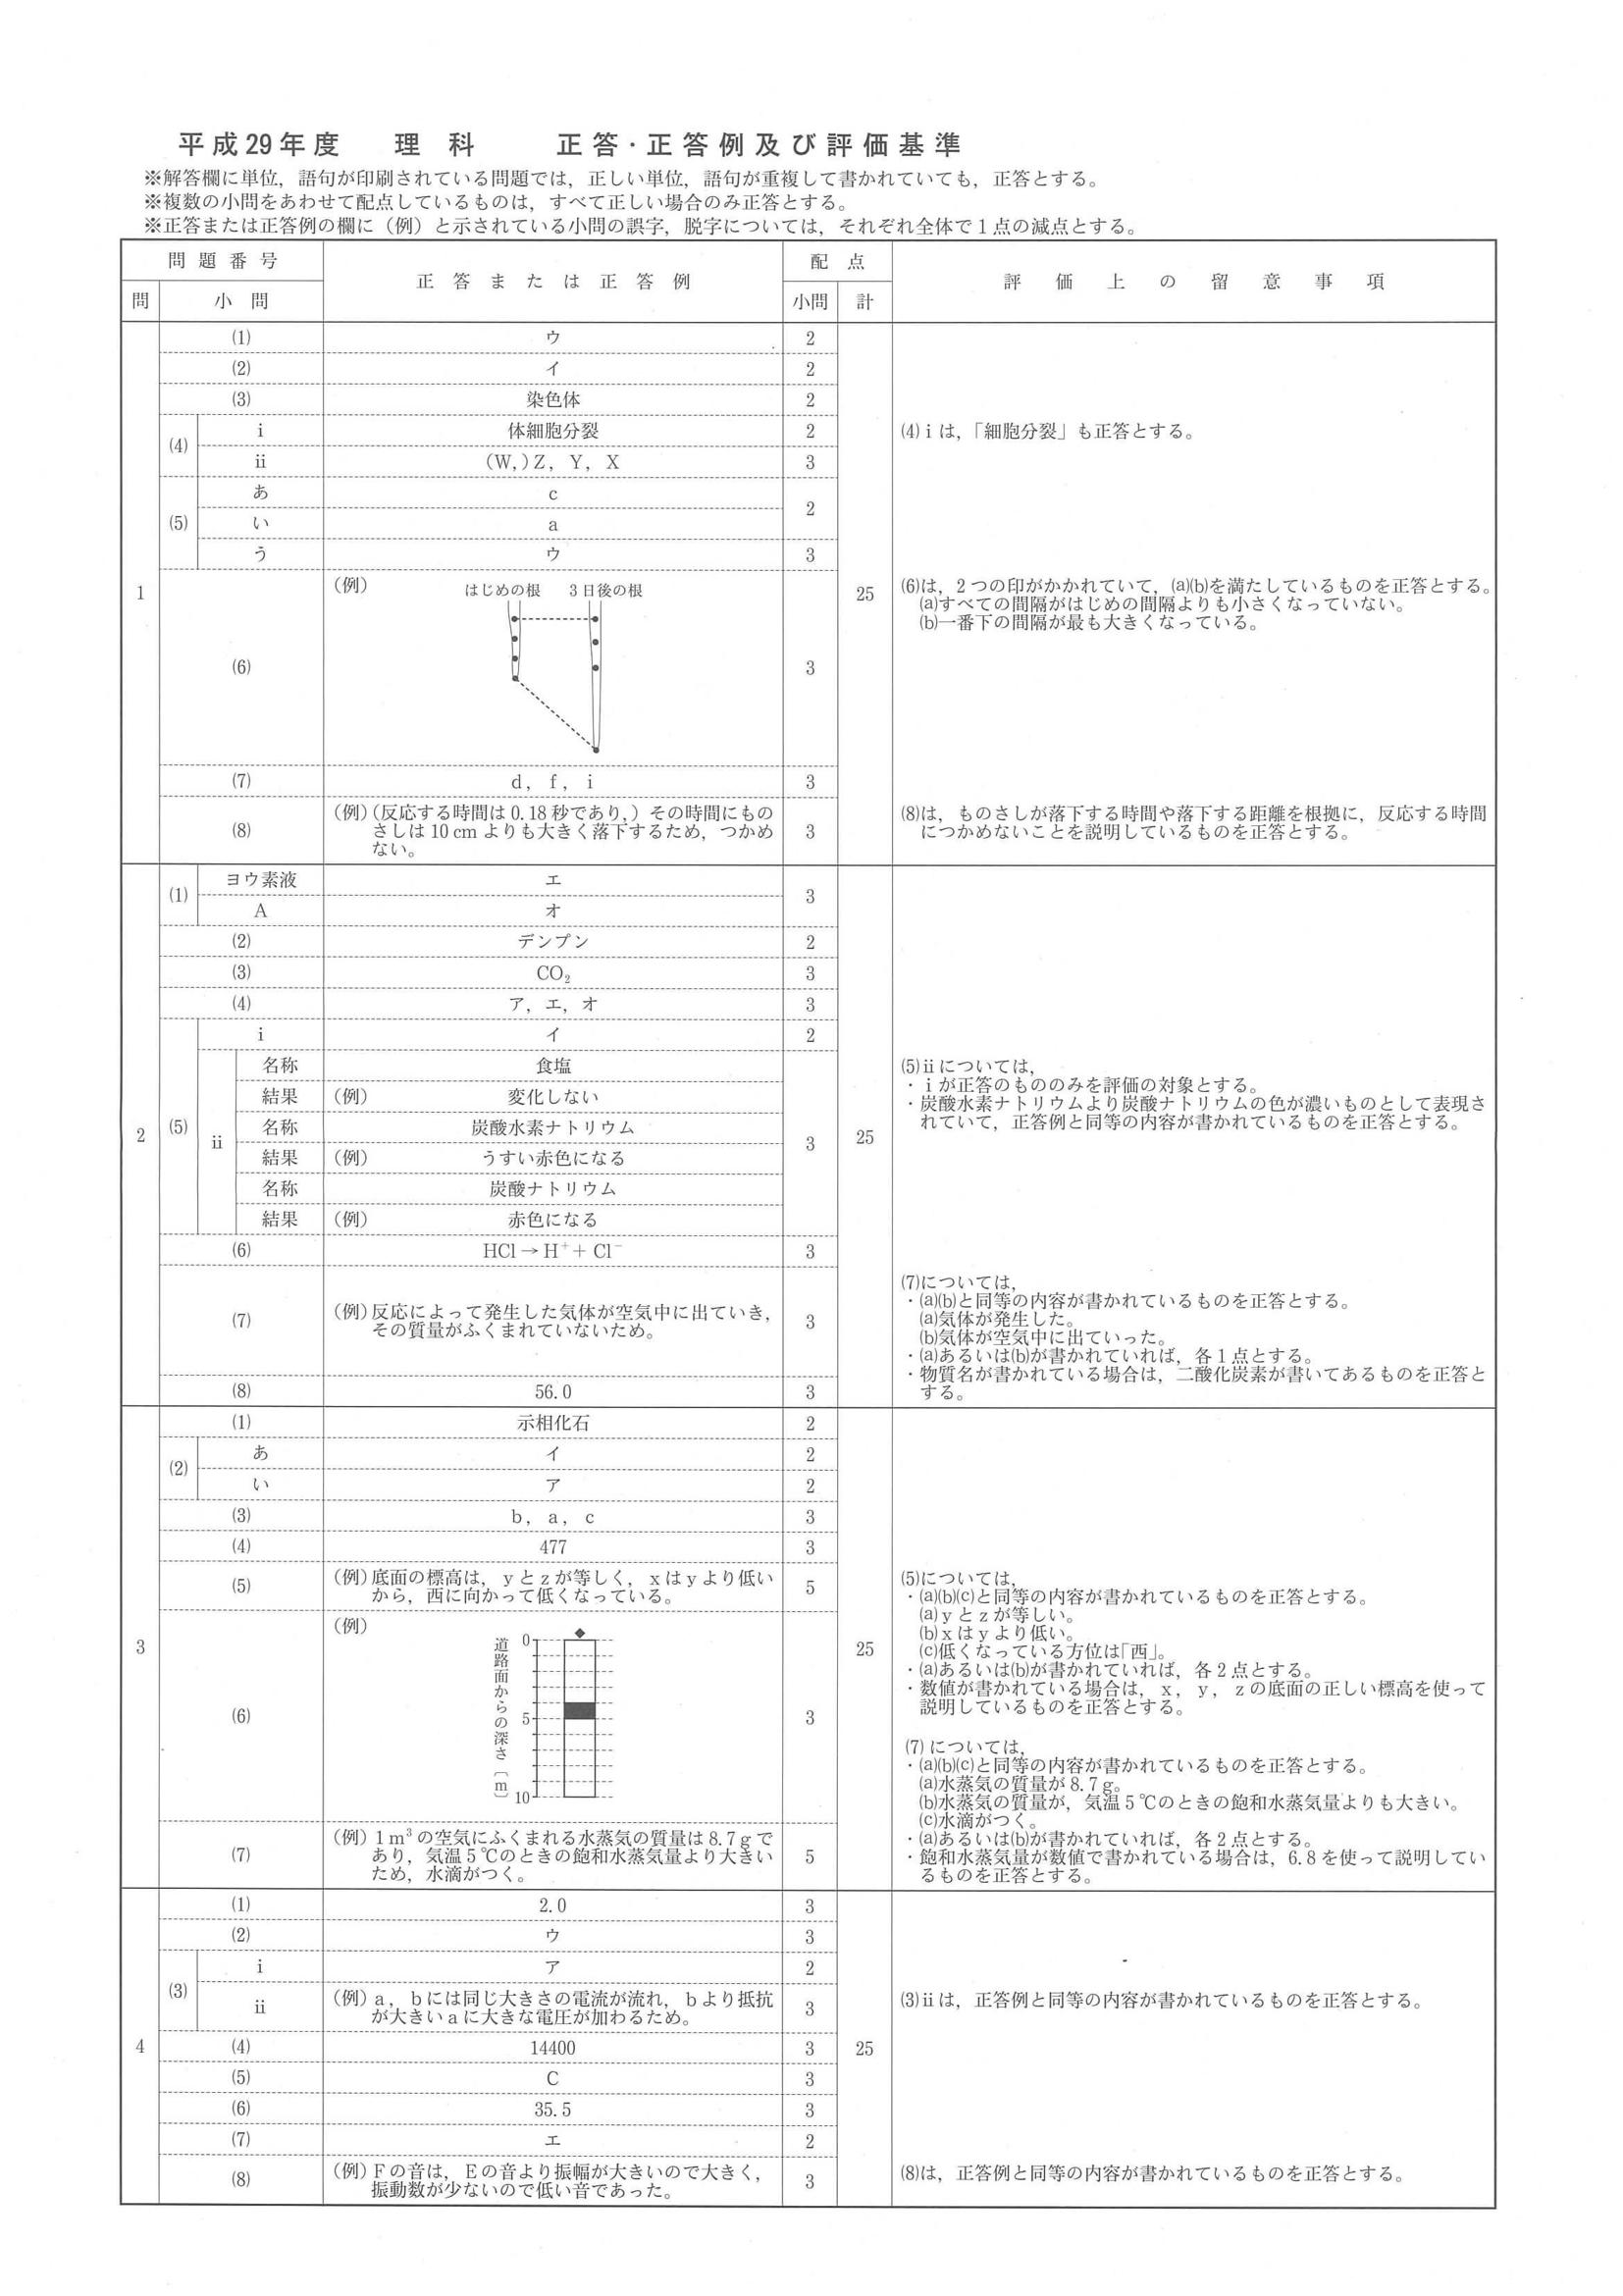 平成29年度　理科　正答・正答例及び評価基準
※解答欄に単位，語句が印刷されている問題では，正しい単位，語句が重複して書かれていても，正答とする。
※複数の小問をあわせて配点しているものは，すべて正しい場合のみ正答とする。
※正答または正答例の欄に（例）と示されている小問の誤字，脱字については，それぞれ全体で1点の減点とする。
問題番号　正答または正答例　配点　評価上の留意事項
問　小問　小問　計
1　25
(1)　ウ　2
(2)　イ　2
(3)　染色体　2
(4)　i　体細胞分裂　2　(4)ⅰは，「細胞分裂」も正答とする。
ii　(W,)Z，Y，X　3
(5)　あ　c　2
い　a
う　ウ　3
(6)　（例）　はじめの根　3日後の根　3
(6)は，2つの印がかかれていて，(a)(b)を満たしているものを正答とする。
(a)すべての間隔がはじめの間隔よりも小さくなっていない。
(b)一番下の間隔が最も大きくなっている。
(7)　d，f，i　3
(8)　（例）（反応する時間は0.18秒であり，）その時間にもの
さしは10cmよりも大きく落下するため，つかめ
ない。　3
(8)は，ものさしが落下する時間や落下する距離を根拠に，反応する時間
につかめないことを説明しているものを正答とする。
2　25
(1)　ヨウ素液　エ　3
A　オ
(2)　デンプン　2
(3)　CO₂　3
(4)　ア，エ，オ　3
(5)　i　イ　2
ii　名称　食塩　3
結果　（例）　変化しない
名称　炭酸水素ナトリウム
結果　（例）　うすい赤色になる
名称　炭酸ナトリウム
結果　（例）　赤色になる
(5)ⅱについては，
・ⅰが正答のもののみを評価の対象とする。
・炭酸水素ナトリウムより炭酸ナトリウムの色が濃いものとして表現さ
れていて，正答例と同等の内容が書かれているものを正答とする。
(6)　HCl→H⁺＋Cl⁻　3
(7)　（例）反応によって発生した気体が空気中に出ていき，
その質量がふくまれていないため。　3
(7)については，
・(a)(b)と同等の内容が書かれているものを正答とする。
(a)気体が発生した。
(b)気体が空気中に出ていった。
・(a)あるいは(b)が書かれていれば，各1点とする。
・物質名が書かれている場合は，二酸化炭素が書いてあるものを正答と
する。
(8)　56.0　3
3　25
(1)　示相化石　2
(2)　あ　イ　2
い　ア　2
(3)　b，a，c　3
(4)　477　3
(5)　（例）底面の標高は，yとzが等しく，xはyより低い
から，西に向かって低くなっている。　5
(5)については，
・(a)(b)(c)と同等の内容が書かれているものを正答とする。
(a)yとzが等しい。
(b)xはyより低い。
(c)低くなっている方位は「西」。
・(a)あるいは(b)が書かれていれば，各2点とする。
・数値が書かれている場合は，x，y，zの底面の正しい標高を使って
説明しているものを正答とする。
(6)　（例）　3
道路面からの深さ〔m〕
0
5
10
(7)　（例）1m³の空気にふくまれる水蒸気の質量は8.7gで
あり，気温5℃のときの飽和水蒸気量より大きい
ため，水滴がつく。　5
(7)については，
・(a)(b)(c)と同等の内容が書かれているものを正答とする。
(a)水蒸気の質量が8.7g。
(b)水蒸気の質量が，気温5℃のときの飽和水蒸気量よりも大きい。
(c)水滴がつく。
・(a)あるいは(b)が書かれていれば，各2点とする。
・飽和水蒸気量が数値で書かれている場合は，6.8を使って説明してい
るものを正答とする。
4　25
(1)　2.0　3
(2)　ウ　3
(3)　i　ア　2
ii　（例）a，bには同じ大きさの電流が流れ，bより抵抗
が大きいaに大きな電圧が加わるため。　3
(3)ⅱは，正答例と同等の内容が書かれているものを正答とする。
(4)　14400　3
(5)　C　3
(6)　35.5　3
(7)　エ　2
(8)　（例）Fの音は，Eの音より振幅が大きいので大きく，
振動数が少ないので低い音であった。　3
(8)は，正答例と同等の内容が書かれているものを正答とする。